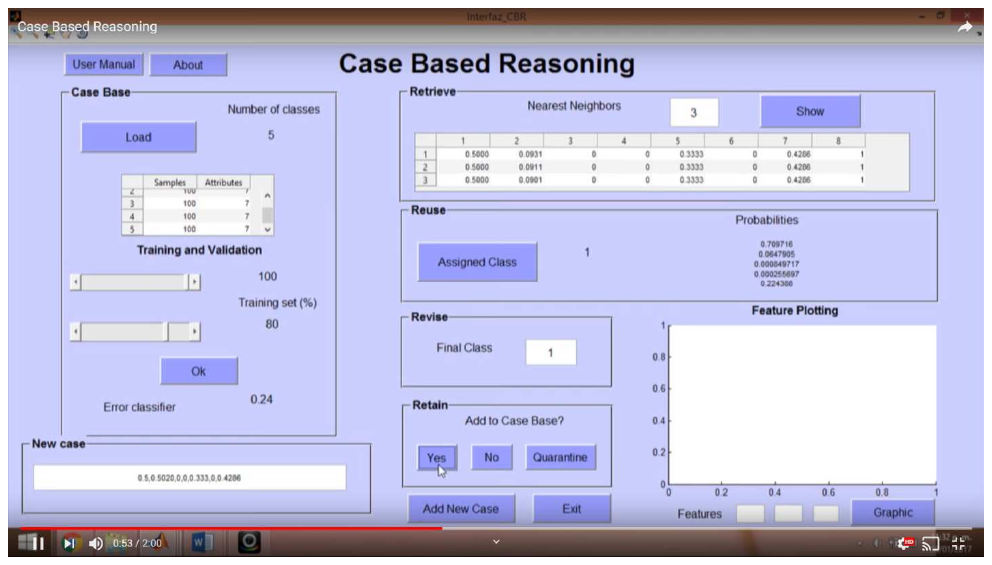 Interfaz_CBR
Case Based Reasoning
User Manual About
Case Based Reasoning
Case Base
Number of classes
Load
5
Samples Attributes
2 100 7
3 100 7
4 100 7
5 100 7
Training and Validation
100
Training set (%)
80
Ok
Error classifier 0.24
New case
0.5,0.5020,0,0,0.333,0,0.4286
Retrieve
Nearest Neighbors 3 Show
1 2 3 4 5 6 7 8
1 0.5000 0.0931 0 0 0.3333 0 0.4286 1
2 0.5000 0.0911 0 0 0.3333 0 0.4286 1
3 0.5000 0.0901 0 0 0.3333 0 0.4286 1
Reuse
Probabilities
Assigned Class 1
0.709716
0.0647905
0.000849717
0.000255697
0.224388
Revise
Final Class 1
Retain
Add to Case Base?
Yes No Quarantine
Add New Case Exit
Feature Plotting
1
0.8
0.6
0.4
0.2
0
0 0.2 0.4 0.6 0.8 1
Features Graphic
0:53 / 2:00
HD